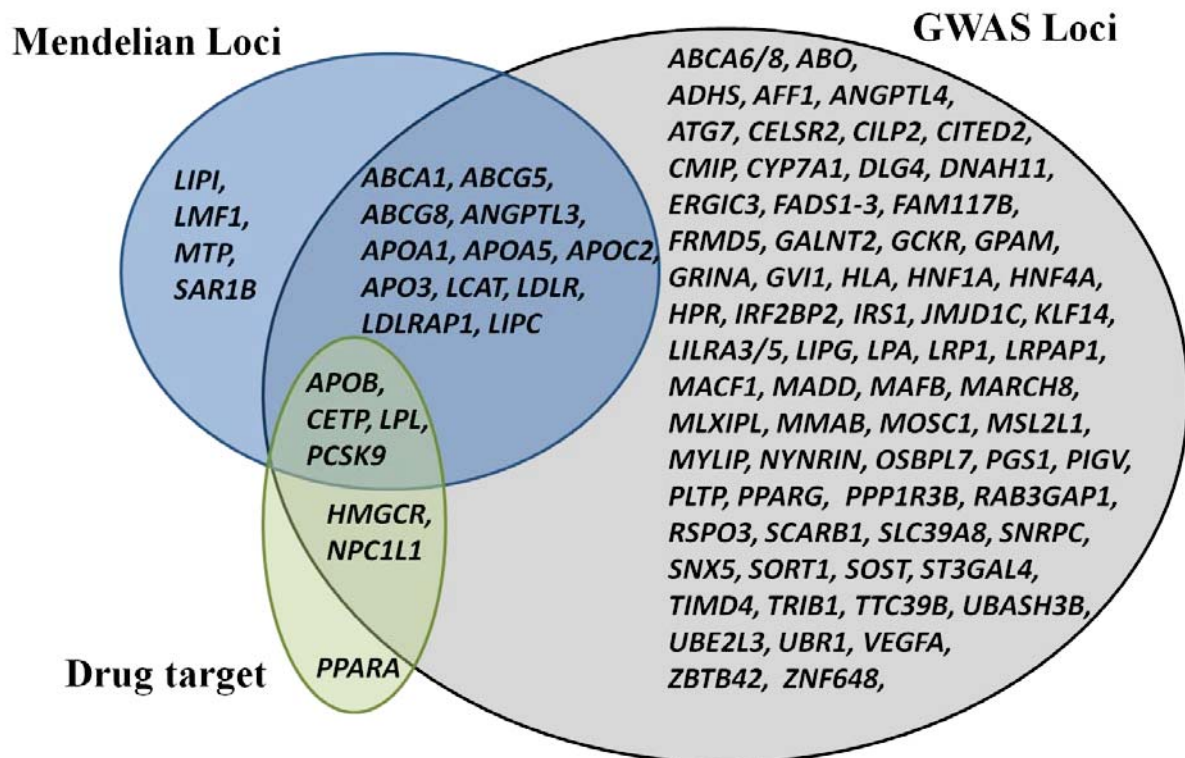 Mendelian Loci
GWAS Loci
LIPI,
LMF1,
MTP,
SAR1B
ABCA1, ABCG5,
ABCG8, ANGPTL3,
APOA1, APOA5, APOC2,
APO3, LCAT, LDLR,
LDLRAP1, LIPC
APOB,
CETP, LPL,
PCSK9
HMGCR,
NPC1L1
PPARA
Drug target
ABCA6/8, ABO,
ADHS, AFF1, ANGPTL4,
ATG7, CELSR2, CILP2, CITED2,
CMIP, CYP7A1, DLG4, DNAH11,
ERGIC3, FADS1-3, FAM117B,
FRMD5, GALNT2, GCKR, GPAM,
GRINA, GVI1, HLA, HNF1A, HNF4A,
HPR, IRF2BP2, IRS1, JMJD1C, KLF14,
LILRA3/5, LIPG, LPA, LRP1, LRPAP1,
MACF1, MADD, MAFB, MARCH8,
MLXIPL, MMAB, MOSC1, MSL2L1,
MYLIP, NYNRIN, OSBPL7, PGS1, PIGV,
PLTP, PPARG, PPP1R3B, RAB3GAP1,
RSPO3, SCARB1, SLC39A8, SNRPC,
SNX5, SORT1, SOST, ST3GAL4,
TIMD4, TRIB1, TTC39B, UBASH3B,
UBE2L3, UBR1, VEGFA,
ZBTB42, ZNF648,